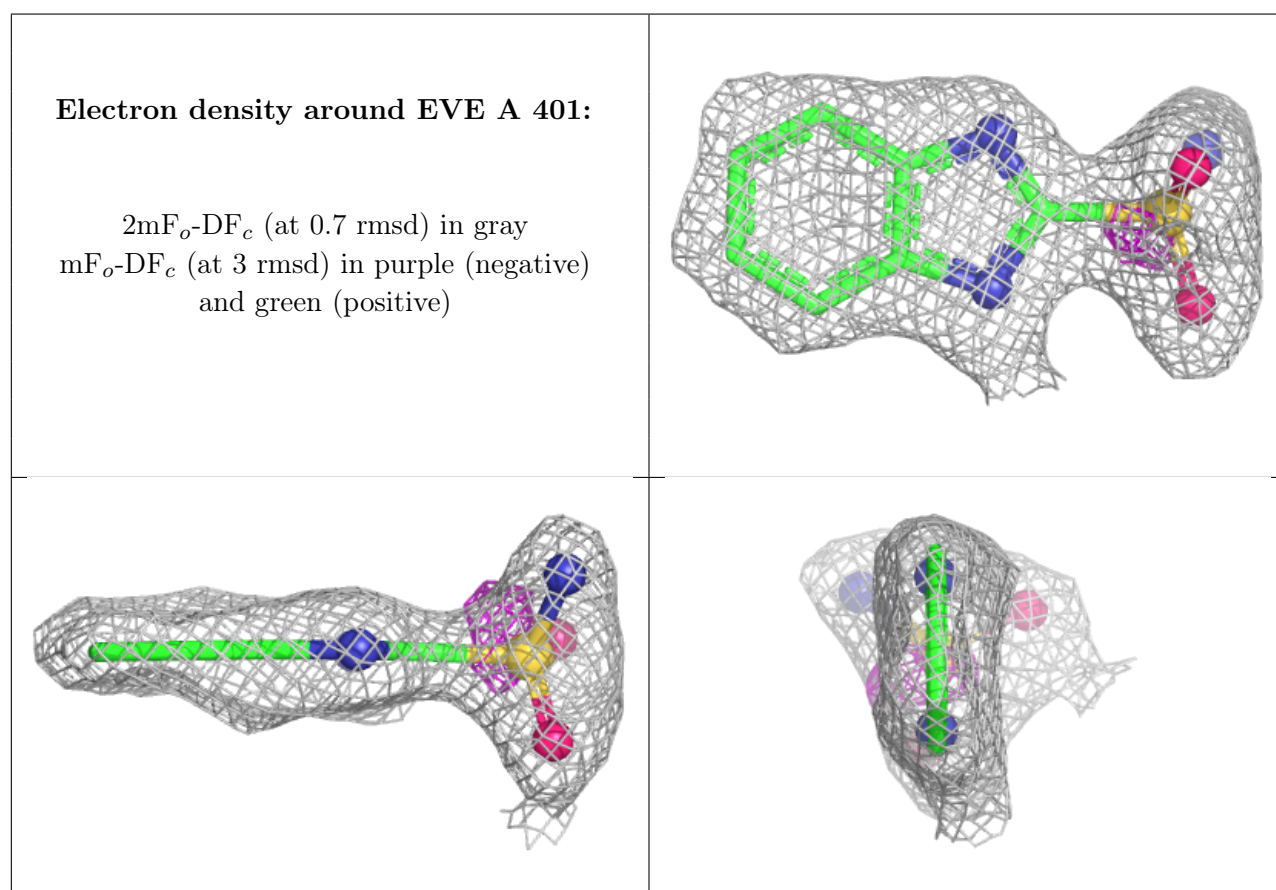 Electron density around EVE A 401:
2mFo-DFc (at 0.7 rmsd) in gray
mFo-DFc (at 3 rmsd) in purple (negative)
and green (positive)